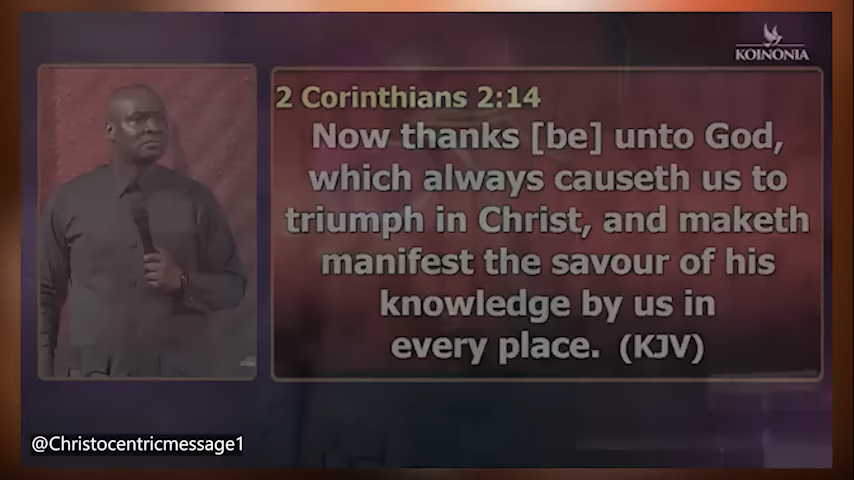 KOINONIA
2 Corinthians 2:14
Now thanks [be] unto God,
which always causeth us to
triumph in Christ, and maketh
manifest the savour of his
knowledge by us in
every place. (KJV)
@Christocentricmessage1